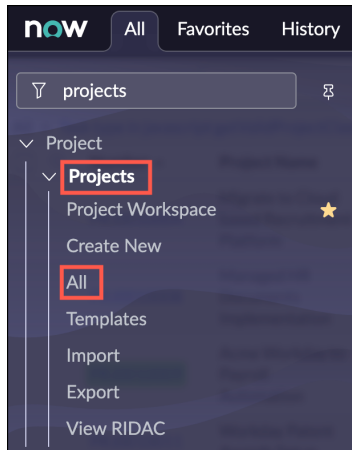 now All Favorites History
projects
Project
Projects
Project Workspace
Create New
All
Templates
Import
Export
View RIDAC